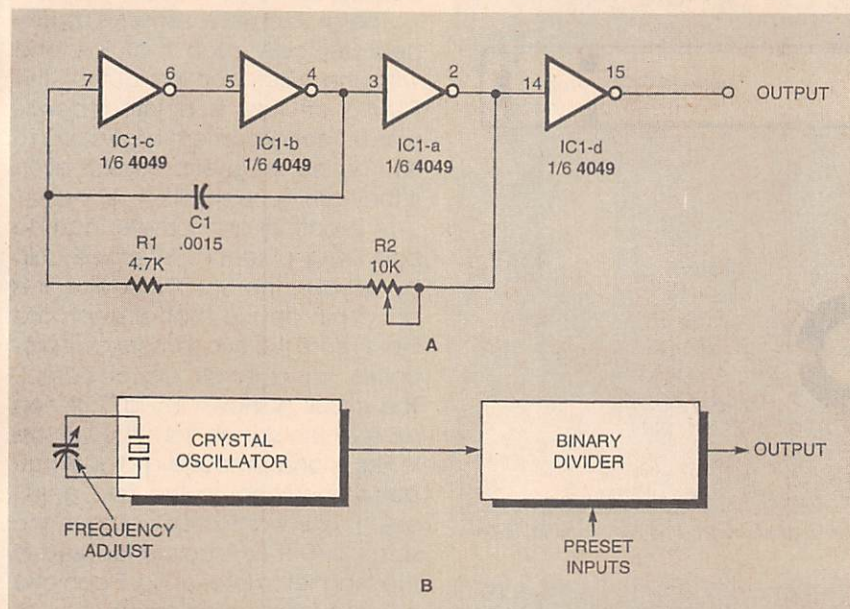 7 6 5 4 3 2 14 15 OUTPUT
IC1-c IC1-b IC1-a IC1-d
1/6 4049 1/6 4049 1/6 4049 1/6 4049
C1
.0015
R1 R2
4.7K 10K
A
CRYSTAL
OSCILLATOR
BINARY
DIVIDER
OUTPUT
FREQUENCY
ADJUST
PRESET
INPUTS
B